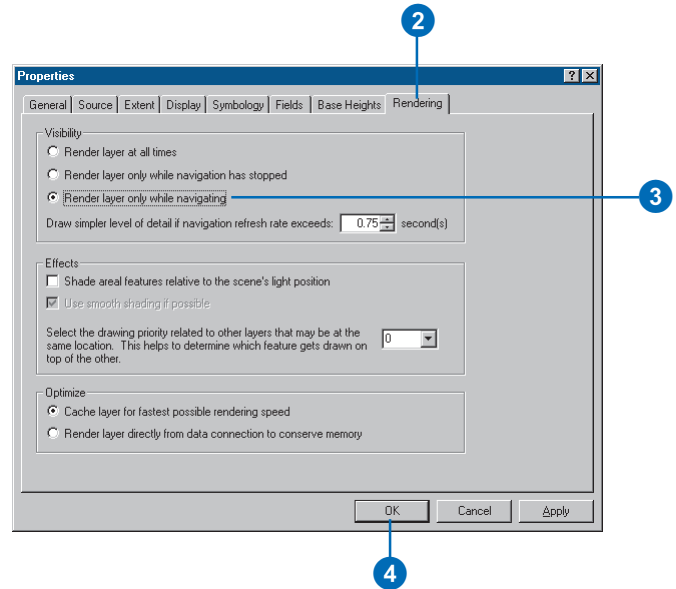 2
Properties
General Source Extent Display Symbology Fields Base Heights Rendering
Visibility
Render layer at all times
Render layer only while navigation has stopped
Render layer only while navigating
3
Draw simpler level of detail if navigation refresh rate exceeds: 0.75 second(s)
Effects
Shade areal features relative to the scene's light position
Use smooth shading if possible
Select the drawing priority related to other layers that may be at the
same location. This helps to determine which feature gets drawn on
top of the other.
0
Optimize
Cache layer for fastest possible rendering speed
Render layer directly from data connection to conserve memory
OK Cancel Apply
4